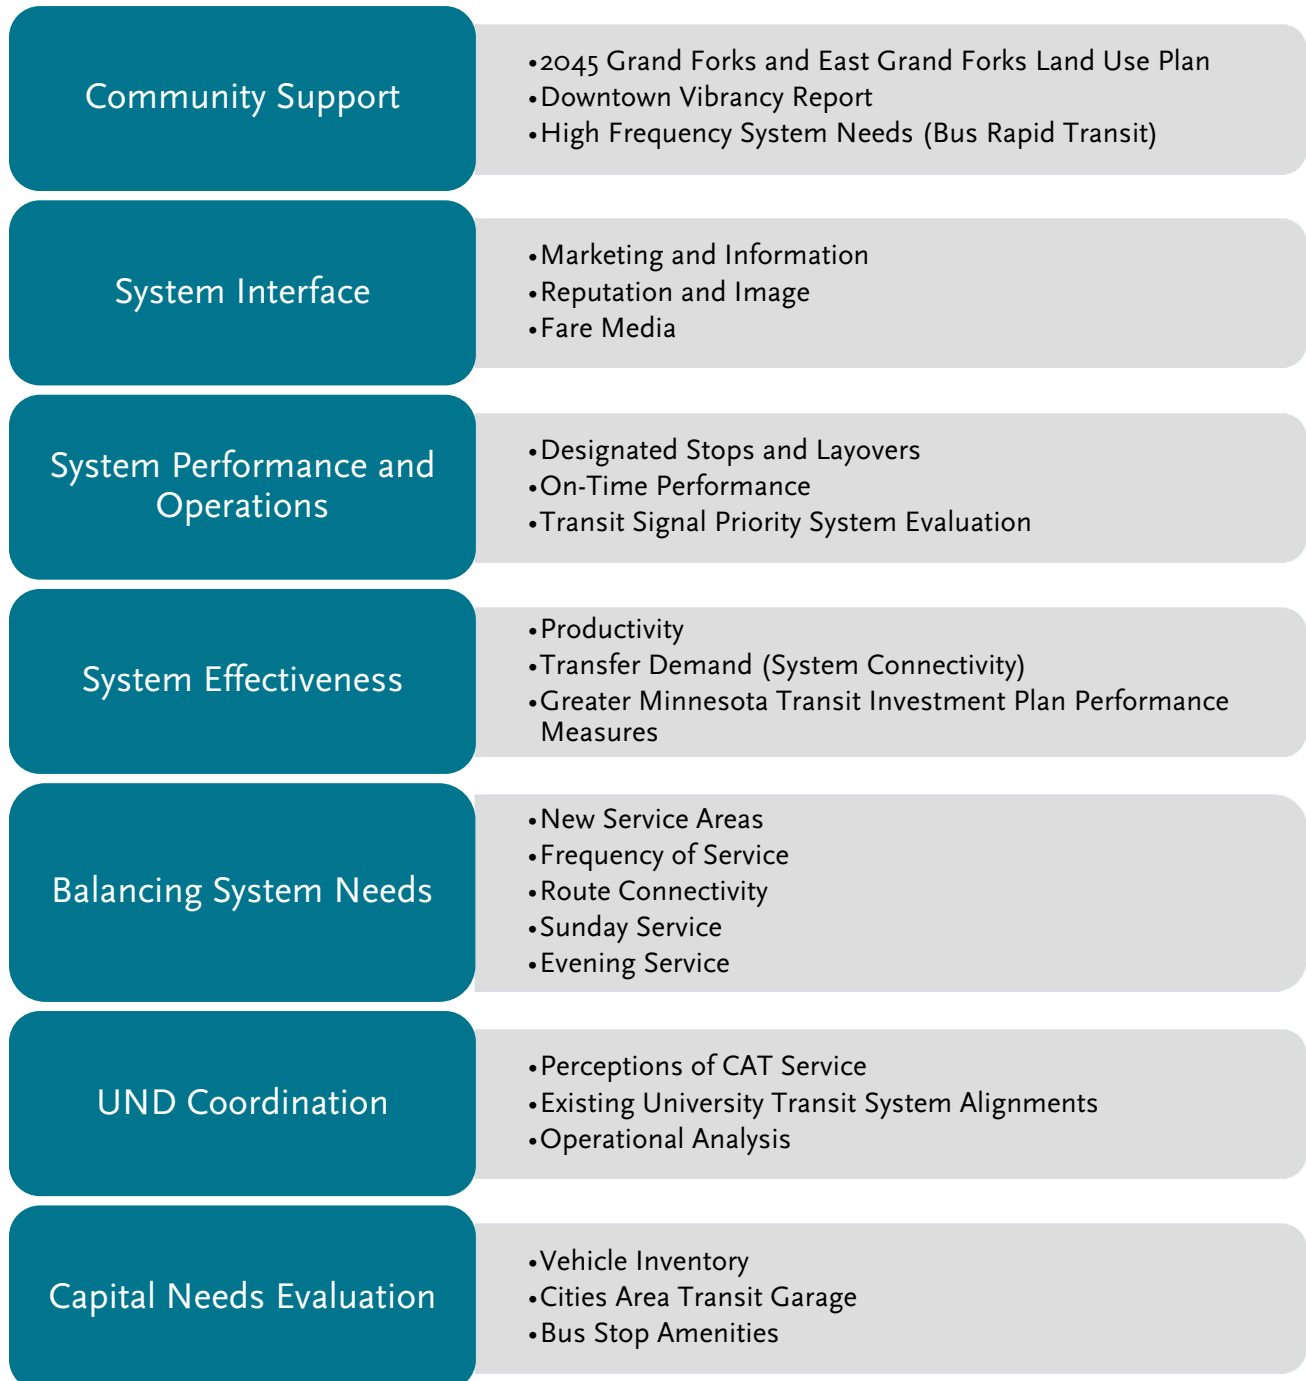 Community Support
•2045 Grand Forks and East Grand Forks Land Use Plan
•Downtown Vibrancy Report
•High Frequency System Needs (Bus Rapid Transit)
System Interface
•Marketing and Information
•Reputation and Image
•Fare Media
System Performance and
Operations
•Designated Stops and Layovers
•On-Time Performance
•Transit Signal Priority System Evaluation
System Effectiveness
•Productivity
•Transfer Demand (System Connectivity)
•Greater Minnesota Transit Investment Plan Performance
Measures
Balancing System Needs
•New Service Areas
•Frequency of Service
•Route Connectivity
•Sunday Service
•Evening Service
UND Coordination
•Perceptions of CAT Service
•Existing University Transit System Alignments
•Operational Analysis
Capital Needs Evaluation
•Vehicle Inventory
•Cities Area Transit Garage
•Bus Stop Amenities